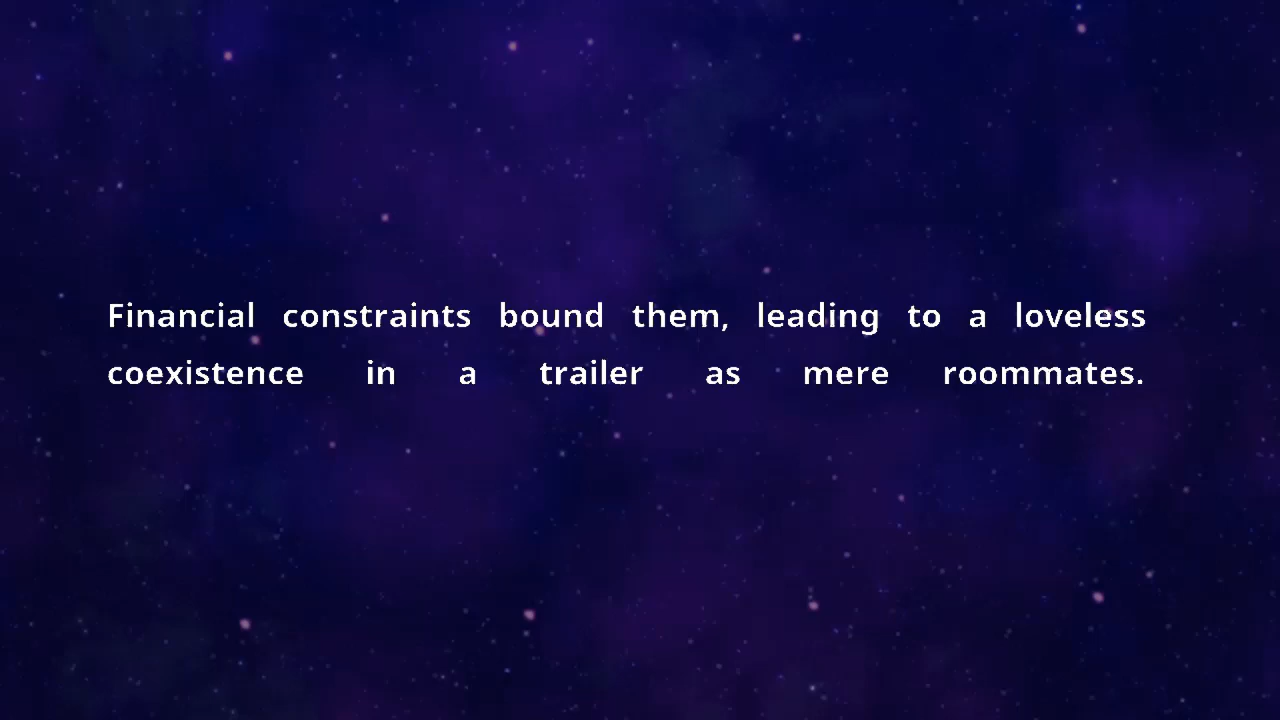 Financial constraints bound them, leading to a loveless
coexistence in a trailer as mere roommates.